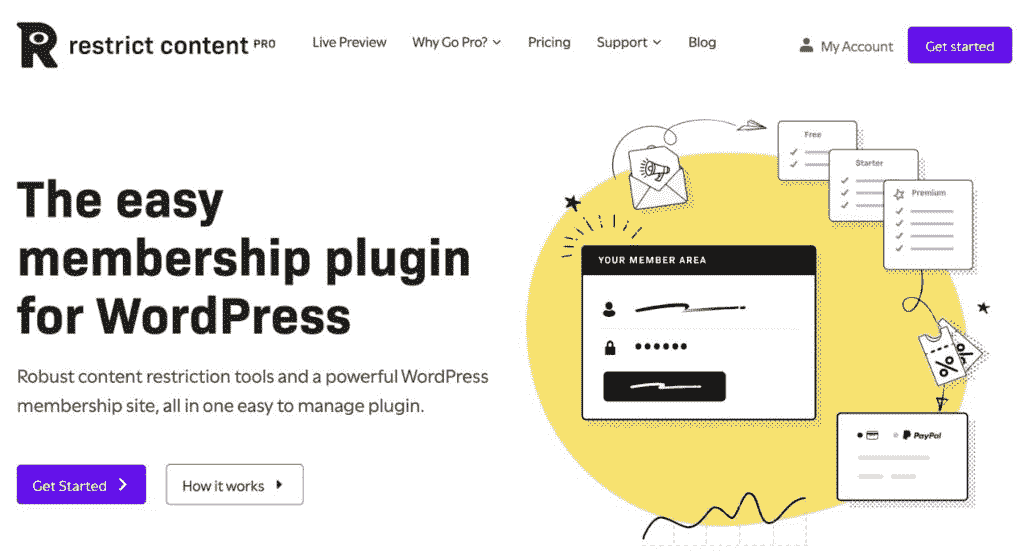 restrict content PRO
Live Preview
Why Go Pro?
Pricing
Support
Blog
My Account
Get started
The easy
membership plugin
for WordPress
Robust content restriction tools and a powerful WordPress
membership site, all in one easy to manage plugin.
Get Started
How it works
Free
Starter
Premium
YOUR MEMBER AREA
%
%
PayPal